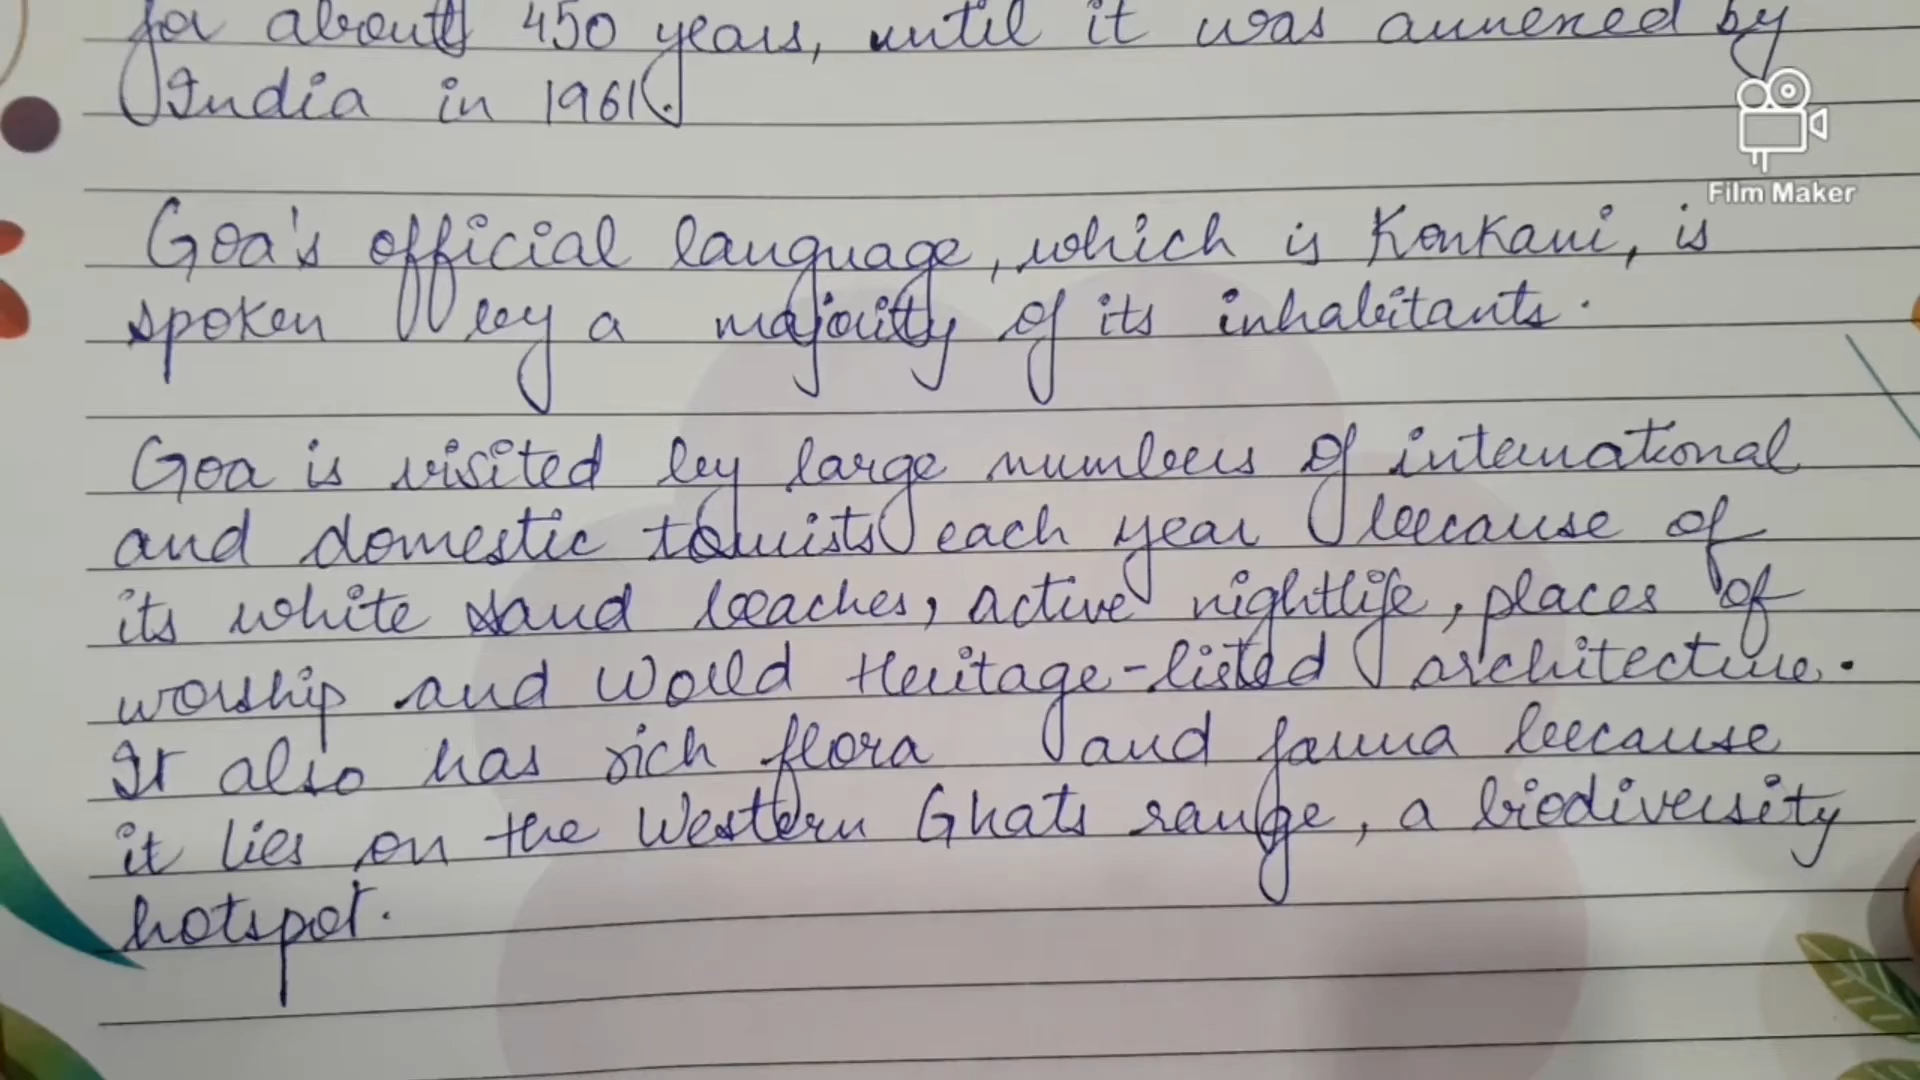 for about 450 years, until it was annexed by
India in 1961.
Film Maker
Goa's official language, which is Konkani, is
spoken by a majority of its inhabitants.
Goa is visited by large numbers of international
and domestic tourists each year because of
its white sand beaches, active nightlife, places of
worship and World Heritage-listed architecture.
It also has rich flora and fauna because
it lies on the Western Ghats range, a biodiversity
hotspot.